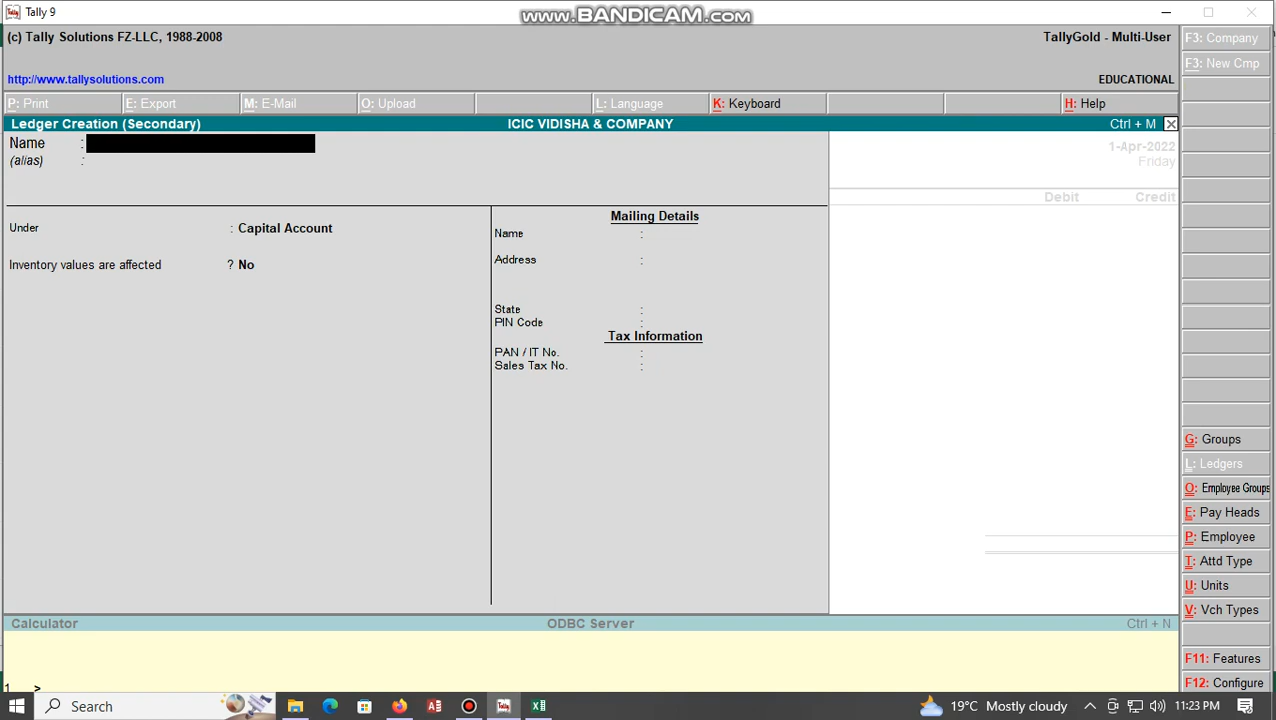 Tally 9
www.BANDICAM.com
(c) Tally Solutions FZ-LLC, 1988-2008
TallyGold - Multi-User
http://www.tallysolutions.com
EDUCATIONAL
F3: Company
F3: New Cmp
P: Print
E: Export
M: E-Mail
O: Upload
L: Language
K: Keyboard
H: Help
Ledger Creation (Secondary)
ICIC VIDISHA & COMPANY
Ctrl + M
Name :
(alias) :
1-Apr-2022
Friday
Debit Credit
Under : Capital Account
Inventory values are affected ? No
Mailing Details
Name :
Address :
State :
PIN Code :
Tax Information
PAN / IT No. :
Sales Tax No. :
G: Groups
L: Ledgers
O: Employee Groups
E: Pay Heads
P: Employee
T: Attd Type
U: Units
V: Vch Types
F11: Features
F12: Configure
Calculator
ODBC Server
Ctrl + N
1 >
Search
19°C Mostly cloudy
11:23 PM